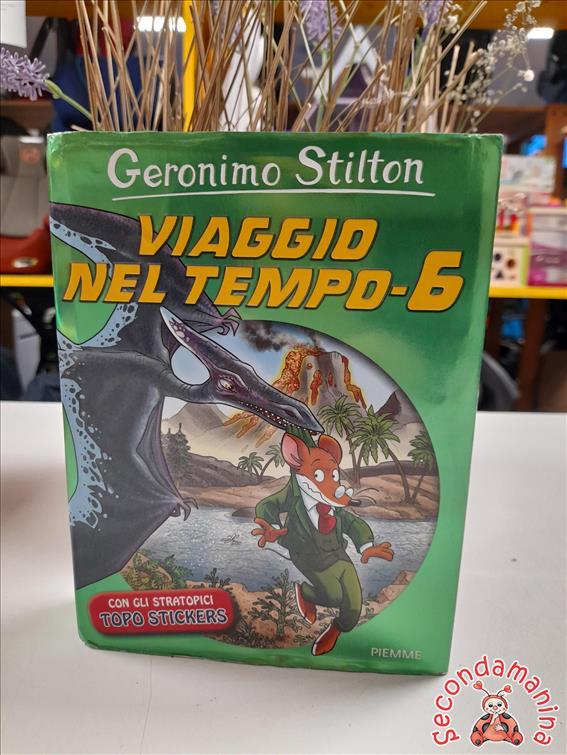 Geronimo Stilton
VIAGGIO
NEL TEMPO-6
CON GLI STRATOPICI
TOPO STICKERS
PIEMME
Secondamanina